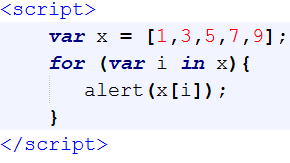 <script>
var x = [1,3,5,7,9];
for (var i in x){
alert(x[i]);
}
</script>